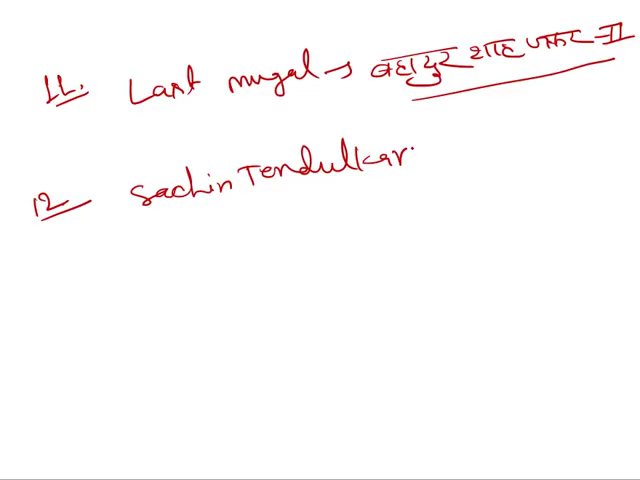 11. Last mugal → बहादुर शाह जफर -II
12 Sachin Tendulkar.